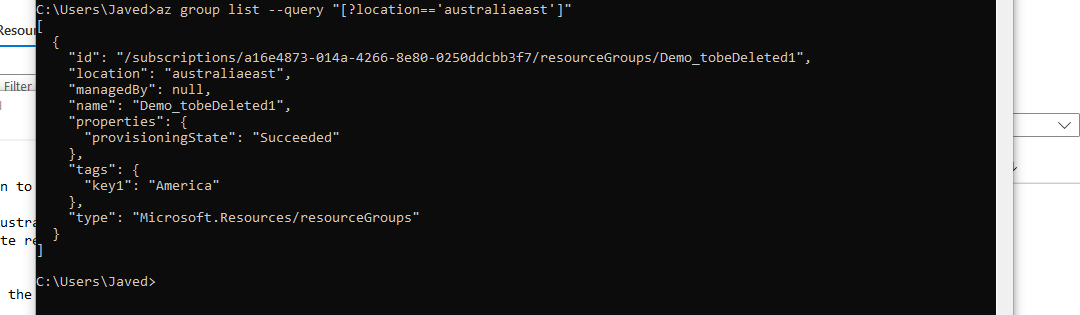 C:\Users\Javed>az group list --query "[?location=='australiaeast']"
[
  {
    "id": "/subscriptions/a16e4873-014a-4266-8e80-0250ddcbb3f7/resourceGroups/Demo_tobeDeleted1",
    "location": "australiaeast",
    "managedBy": null,
    "name": "Demo_tobeDeleted1",
    "properties": {
      "provisioningState": "Succeeded"
    },
    "tags": {
      "key1": "America"
    },
    "type": "Microsoft.Resources/resourceGroups"
  }
]
C:\Users\Javed>
Resour
Filter
n to
ustra
te re
the